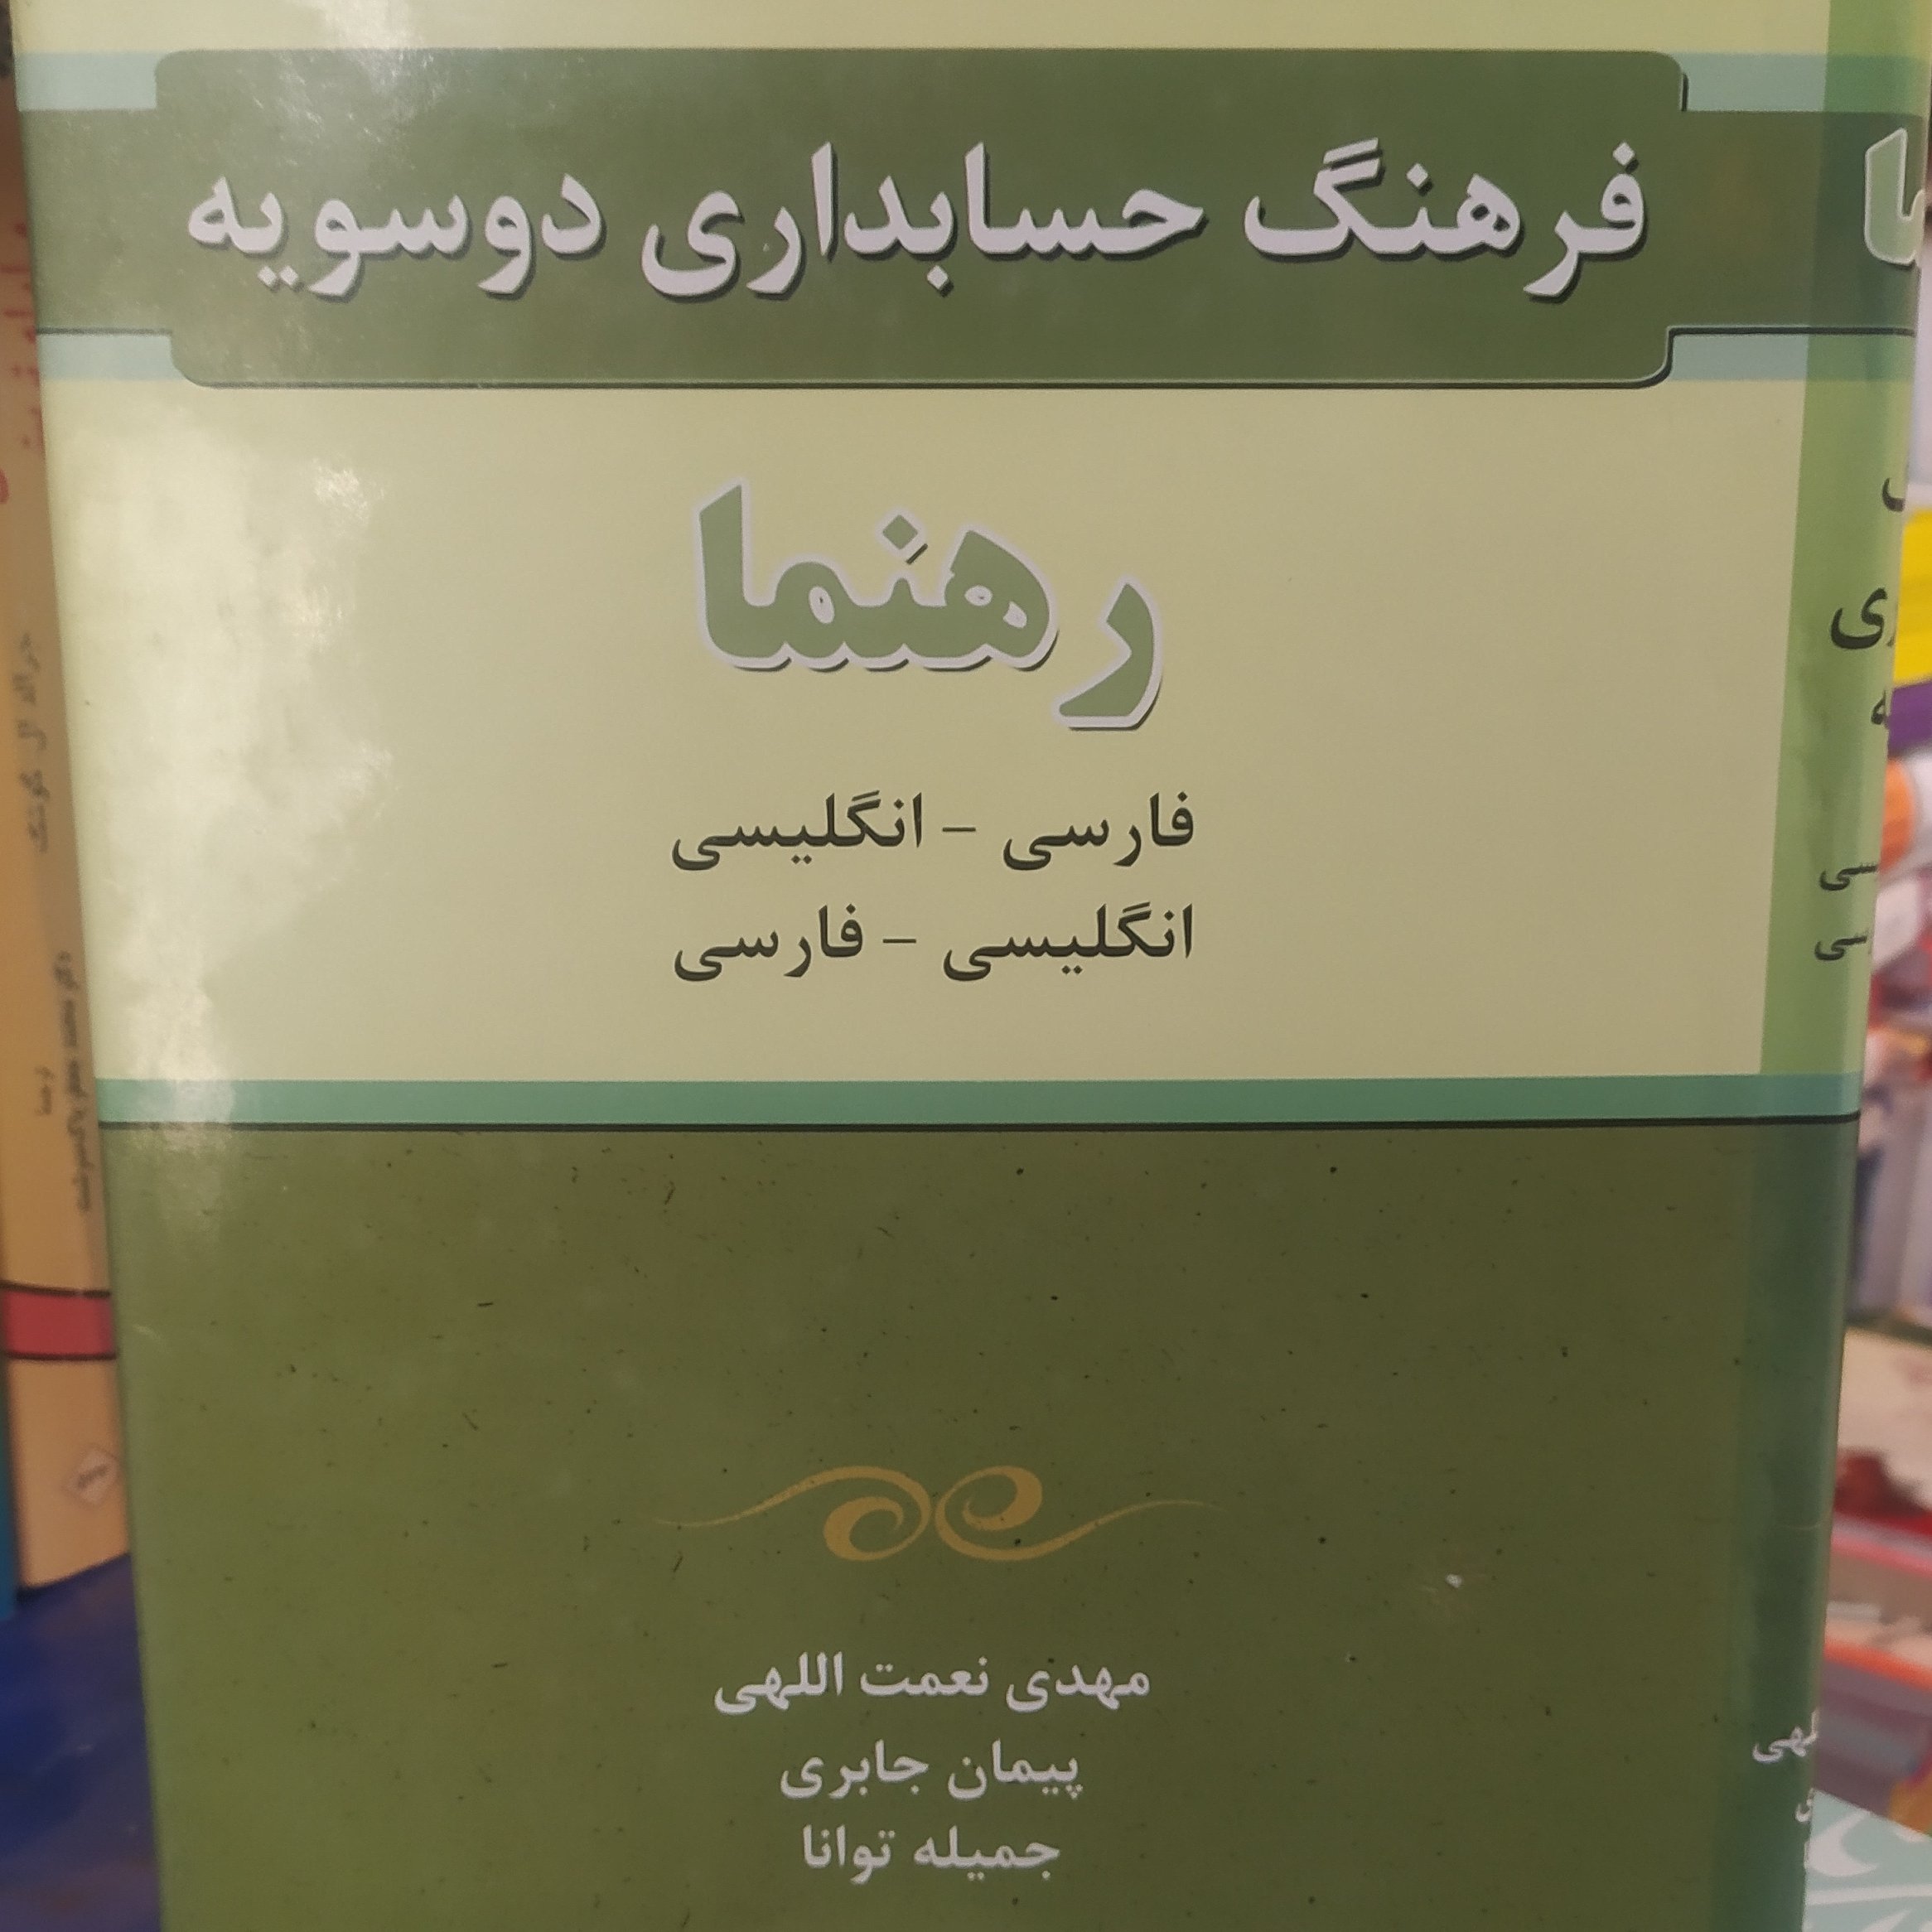 فرهنگ حسابداری دوسویه
رهنما
فارسی - انگلیسی
انگلیسی - فارسی
مهدی نعمت اللهی
پیمان جابری
جمیله توانا